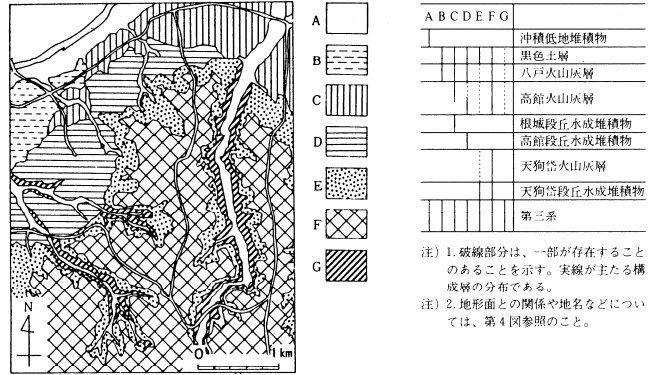 N
O
1km
A
B
C
D
E
F
G
A B C D E F G
沖積低地堆積物
黒色土層
八戸火山灰層
高館火山灰層
根城段丘水成堆積物
高館段丘水成堆積物
天狗岱火山灰層
天狗岱段丘水成堆積物
第三系
注）1.破線部分は、一部が存在すること
のあることを示す。実線が主たる構
成層の分布である。
注）2.地形面との関係や地名などについ
ては、第4図参照のこと。